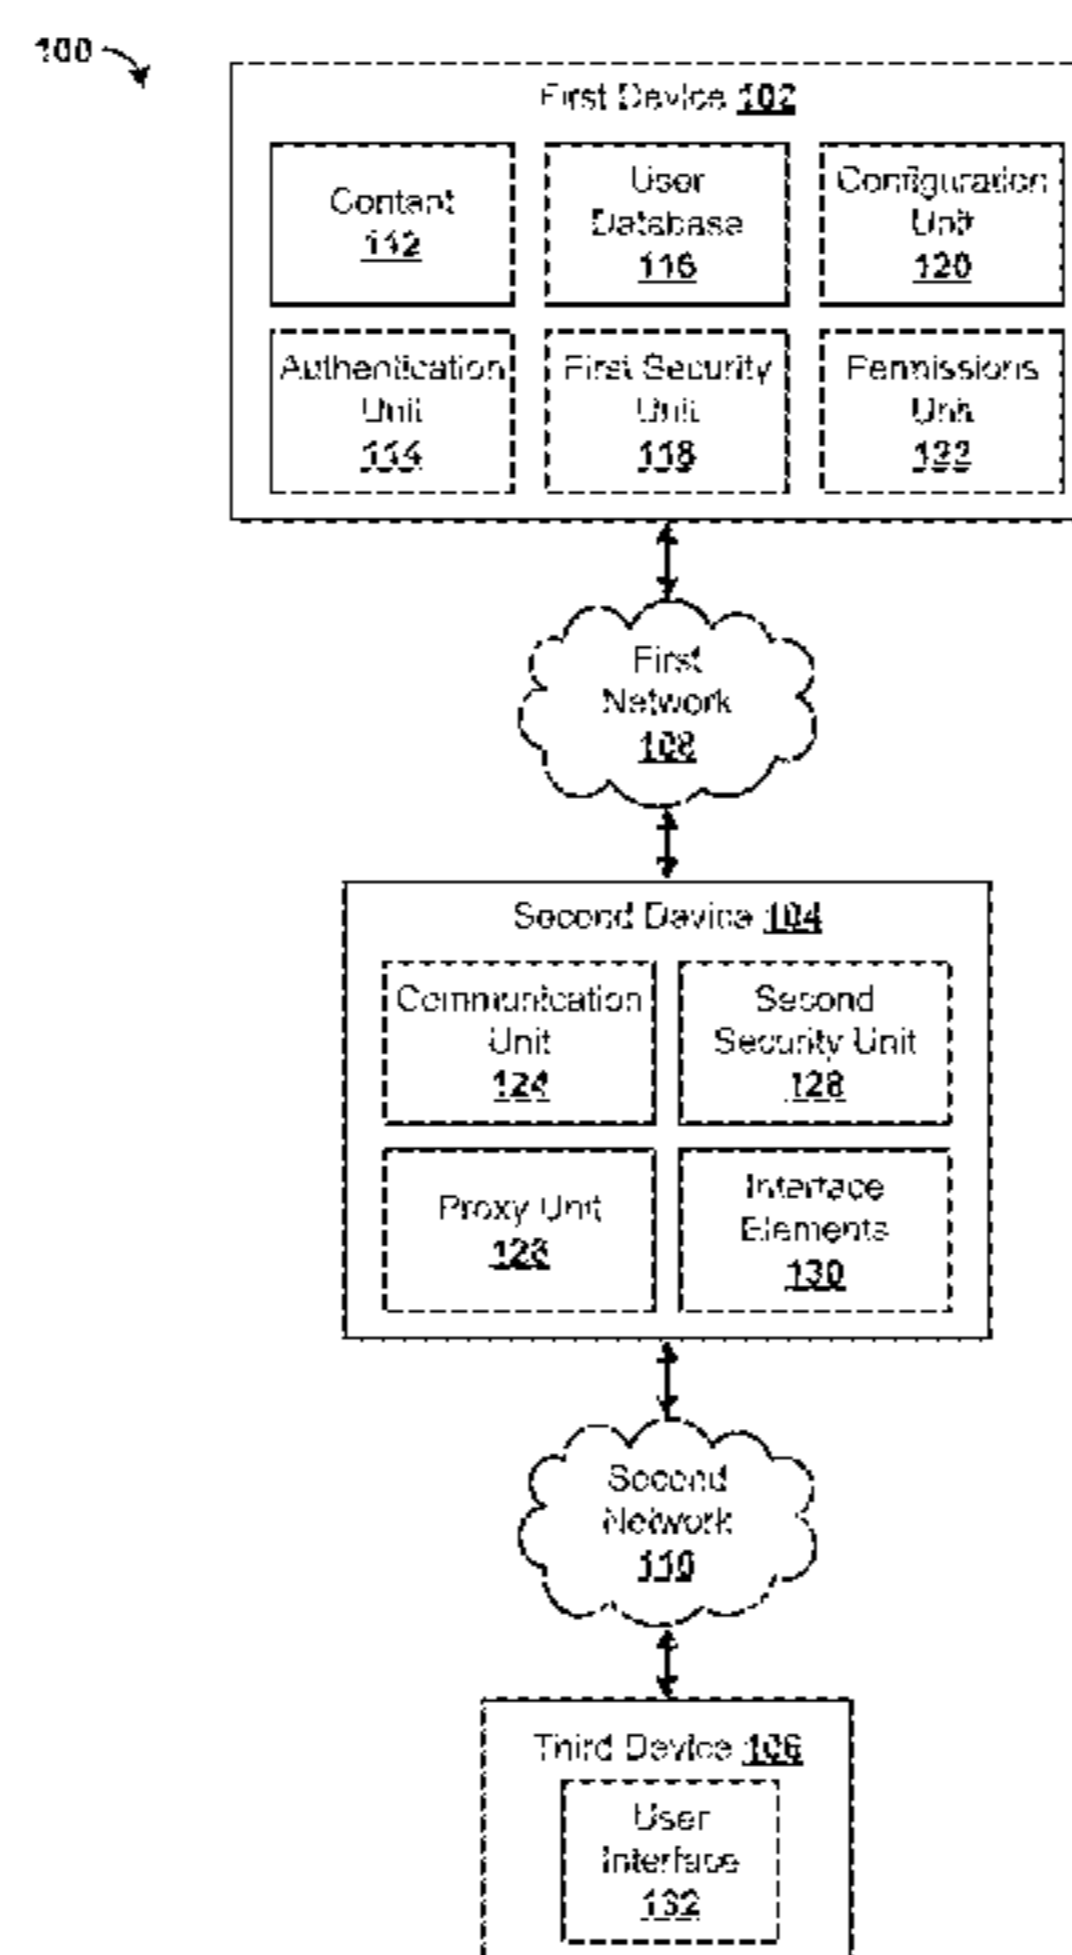 100
First Device 102
Content
112
User
Database
116
Configuration
Unit
120
Authentication
Unit
114
First Security
Unit
118
Permissions
Unit
122
First
Network
108
Second Device 104
Communication
Unit
124
Second
Security Unit
128
Proxy Unit
Interface
Elements
130
Second
Network
110
Third Device 106
User
Interface
132